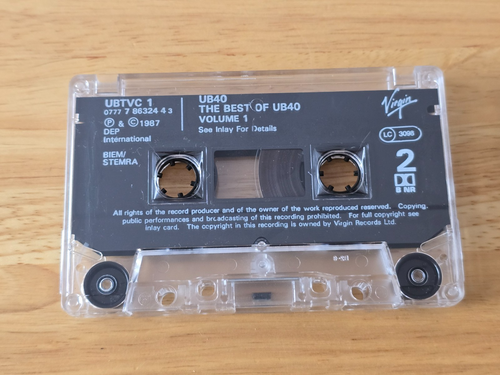 UBTVC 1
0777 7 86324 4 3
℗ & ©1987
DEP
International
BIEM/
STEMRA
UB40
THE BEST OF UB40
VOLUME 1
See Inlay For Details
Virgin
LC 3098
2
B NR
All rights of the record producer and of the owner of the work reproduced reserved. Copying,
public performances and broadcasting of this recording prohibited. For full copyright see
inlay card. The copyright in this recording is owned by Virgin Records Ltd.